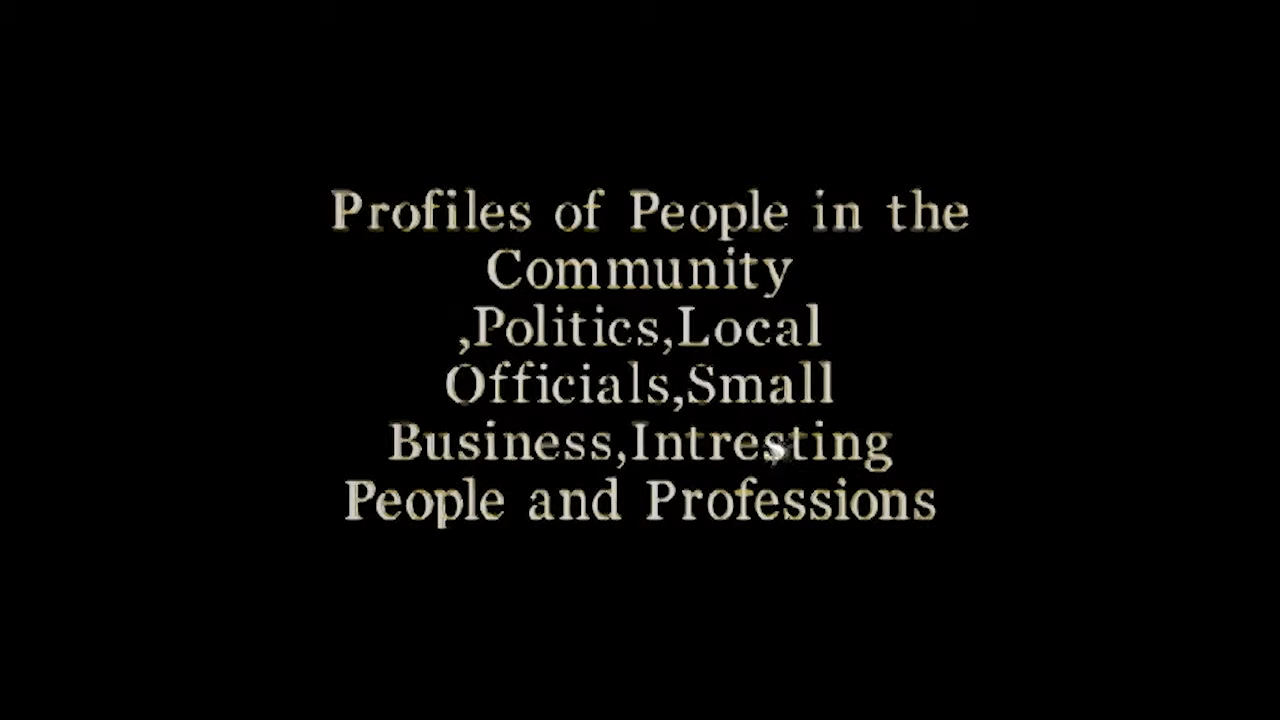 Profiles of People in the
Community
,Politics,Local
Officials,Small
Business,Intresting
People and Professions